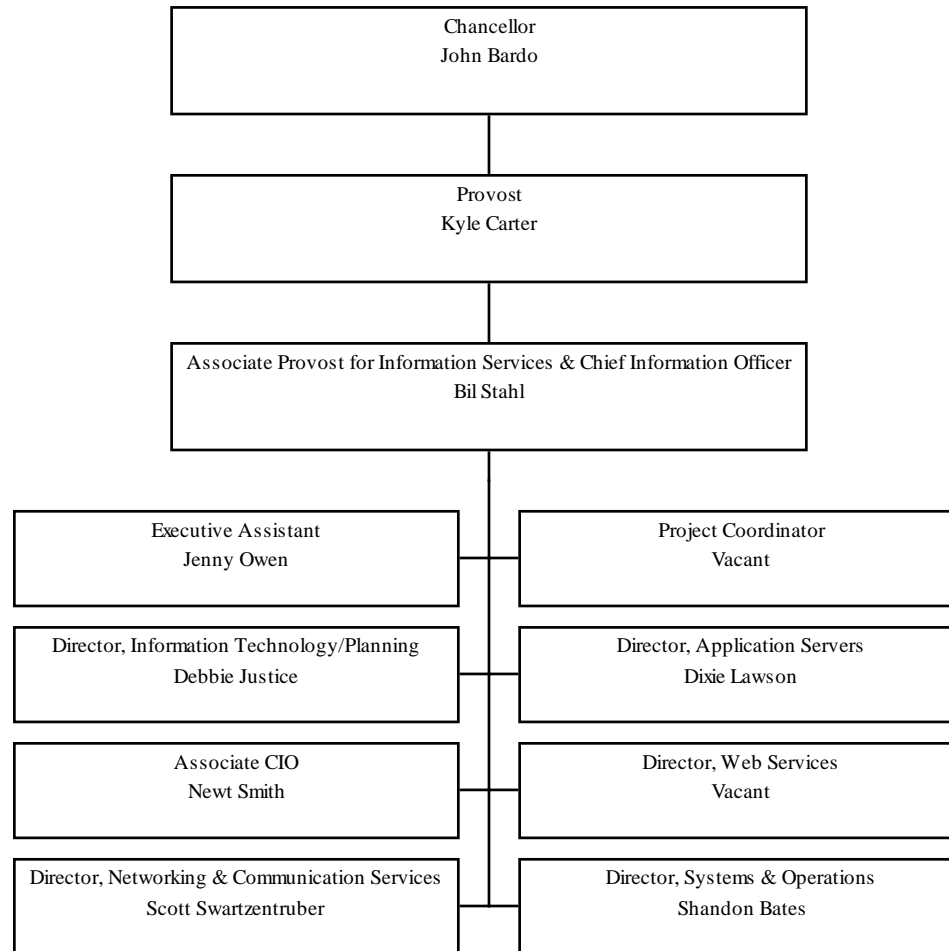 Chancellor
John Bardo
Provost
Kyle Carter
Associate Provost for Information Services & Chief Information Officer
Bil Stahl
Executive Assistant
Jenny Owen
Project Coordinator
Vacant
Director, Information Technology/Planning
Debbie Justice
Director, Application Servers
Dixie Lawson
Associate CIO
Newt Smith
Director, Web Services
Vacant
Director, Networking & Communication Services
Scott Swartzentruber
Director, Systems & Operations
Shandon Bates